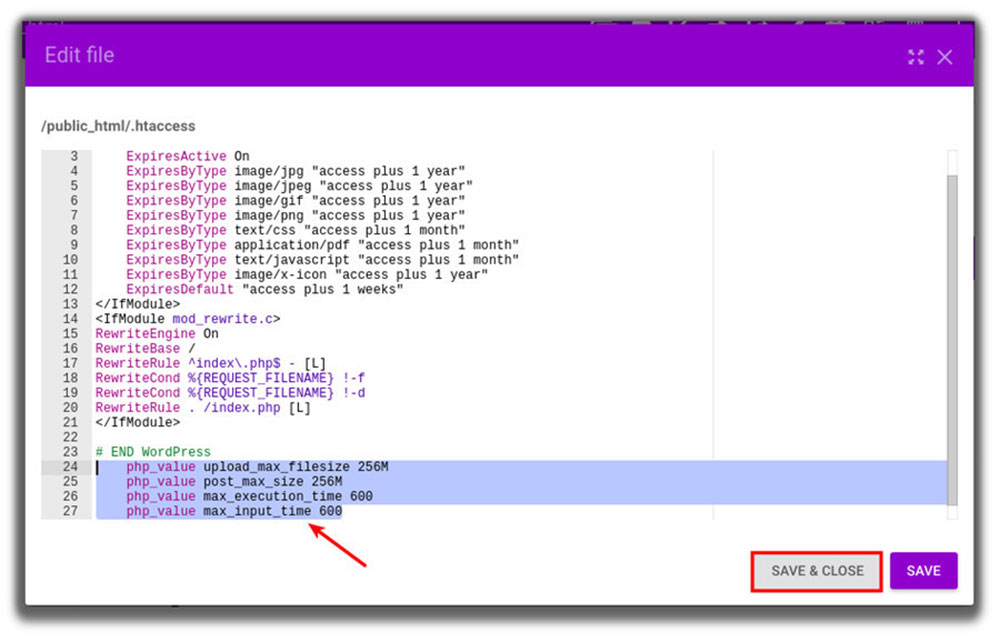 Edit file
/public_html/.htaccess
3 ExpiresActive On
4 ExpiresByType image/jpg "access plus 1 year"
5 ExpiresByType image/jpeg "access plus 1 year"
6 ExpiresByType image/gif "access plus 1 year"
7 ExpiresByType image/png "access plus 1 year"
8 ExpiresByType text/css "access plus 1 month"
9 ExpiresByType application/pdf "access plus 1 month"
10 ExpiresByType text/javascript "access plus 1 month"
11 ExpiresByType image/x-icon "access plus 1 year"
12 ExpiresDefault "access plus 1 weeks"
13 </IfModule>
14 <IfModule mod_rewrite.c>
15 RewriteEngine On
16 RewriteBase /
17 RewriteRule ^index\.php$ - [L]
18 RewriteCond %{REQUEST_FILENAME} !-f
19 RewriteCond %{REQUEST_FILENAME} !-d
20 RewriteRule . /index.php [L]
21 </IfModule>
22
23 # END WordPress
24 php_value upload_max_filesize 256M
25 php_value post_max_size 256M
26 php_value max_execution_time 600
27 php_value max_input_time 600
SAVE & CLOSE
SAVE